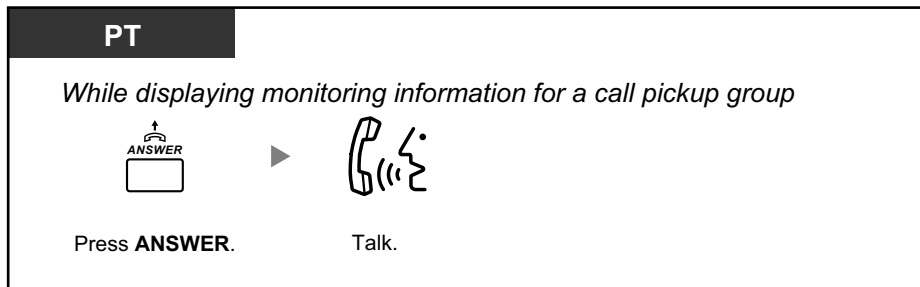 PT
While displaying monitoring information for a call pickup group
ANSWER
Press ANSWER.
Talk.